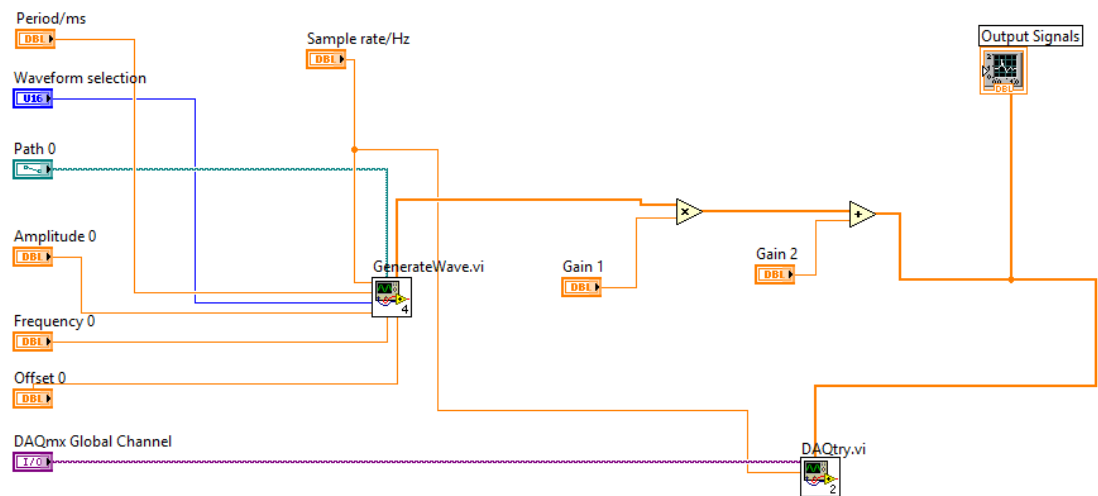 Period/ms
DBL
Sample rate/Hz
DBL
Output Signals
DBL
Waveform selection
U16
Path 0
Amplitude 0
DBL
GenerateWave.vi
4
Gain 1
DBL
Gain 2
DBL
Frequency 0
DBL
Offset 0
DBL
DAQmx Global Channel
I/O
DAQtry.vi
2